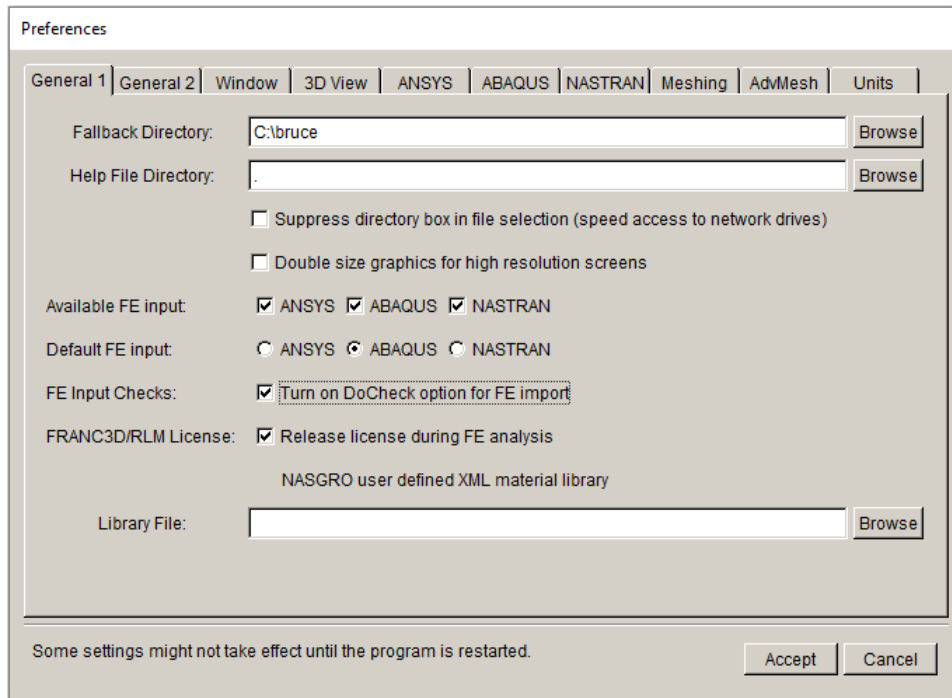 Preferences
General 1 General 2 Window 3D View ANSYS ABAQUS NASTRAN Meshing AdvMesh Units
Fallback Directory: C:\bruce Browse
Help File Directory: . Browse
Suppress directory box in file selection (speed access to network drives)
Double size graphics for high resolution screens
Available FE input: ANSYS ABAQUS NASTRAN
Default FE input: ANSYS ABAQUS NASTRAN
FE Input Checks: Turn on DoCheck option for FE import
FRANC3D/RLM License: Release license during FE analysis
NASGRO user defined XML material library
Library File: Browse
Some settings might not take effect until the program is restarted. Accept Cancel